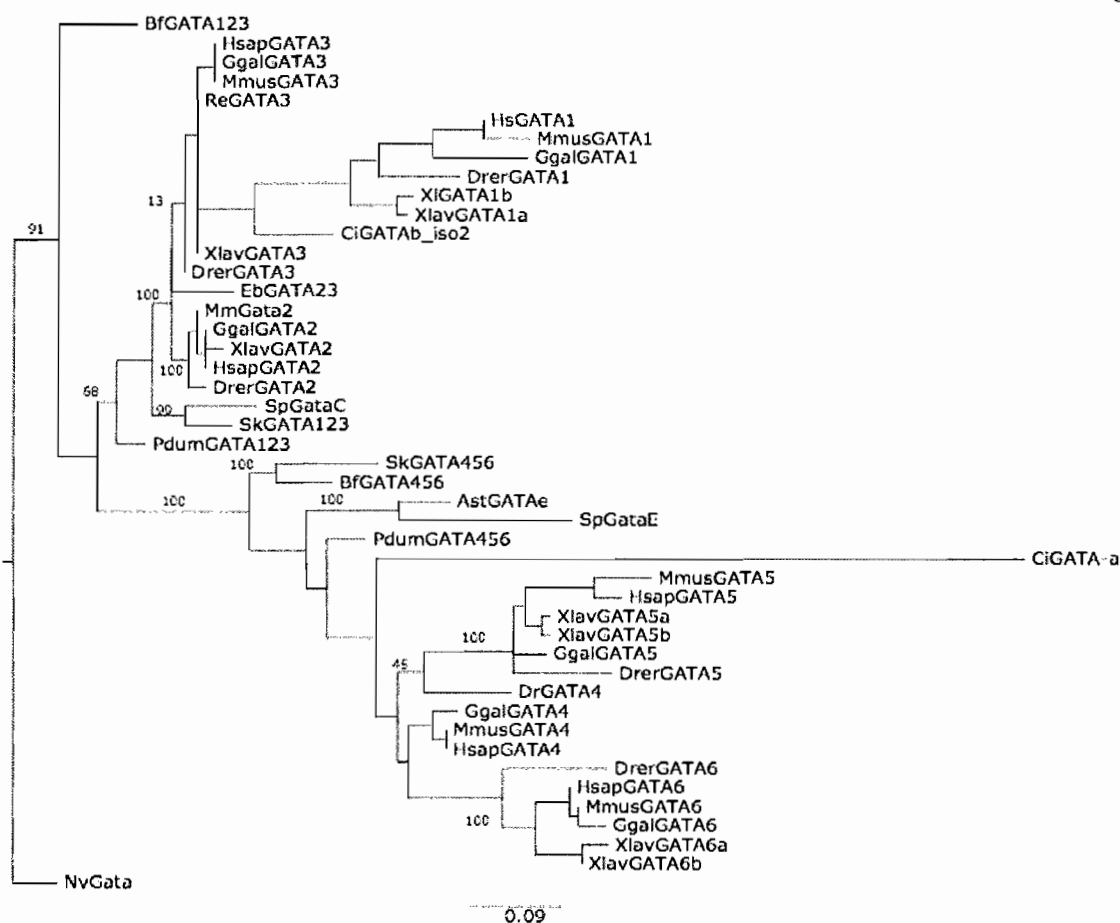 BfGATA123
HsapGATA3
GgalGATA3
MmusGATA3
ReGATA3
HsGATA1
MmusGATA1
GgalGATA1
DrerGATA1
XlGATA1b
13
XlavGATA1a
91
CiGATAb_iso2
XlavGATA3
DrerGATA3
EbGATA23
100
MmGata2
GgalGATA2
XlavGATA2
100
HsapGATA2
DrerGATA2
68
SpGataC
90
SkGATA123
PdumGATA123
100
SkGATA456
BfGATA456
100
100
AstGATAe
SpGataE
PdumGATA456
CiGATA-a
MmusGATA5
HsapGATA5
XlavGATA5a
XlavGATA5b
100
GgalGATA5
45
DrerGATA5
DrGATA4
GgalGATA4
MmusGATA4
HsapGATA4
DrerGATA6
HsapGATA6
MmusGATA6
100
GgalGATA6
XlavGATA6a
XlavGATA6b
NvGata
0.09